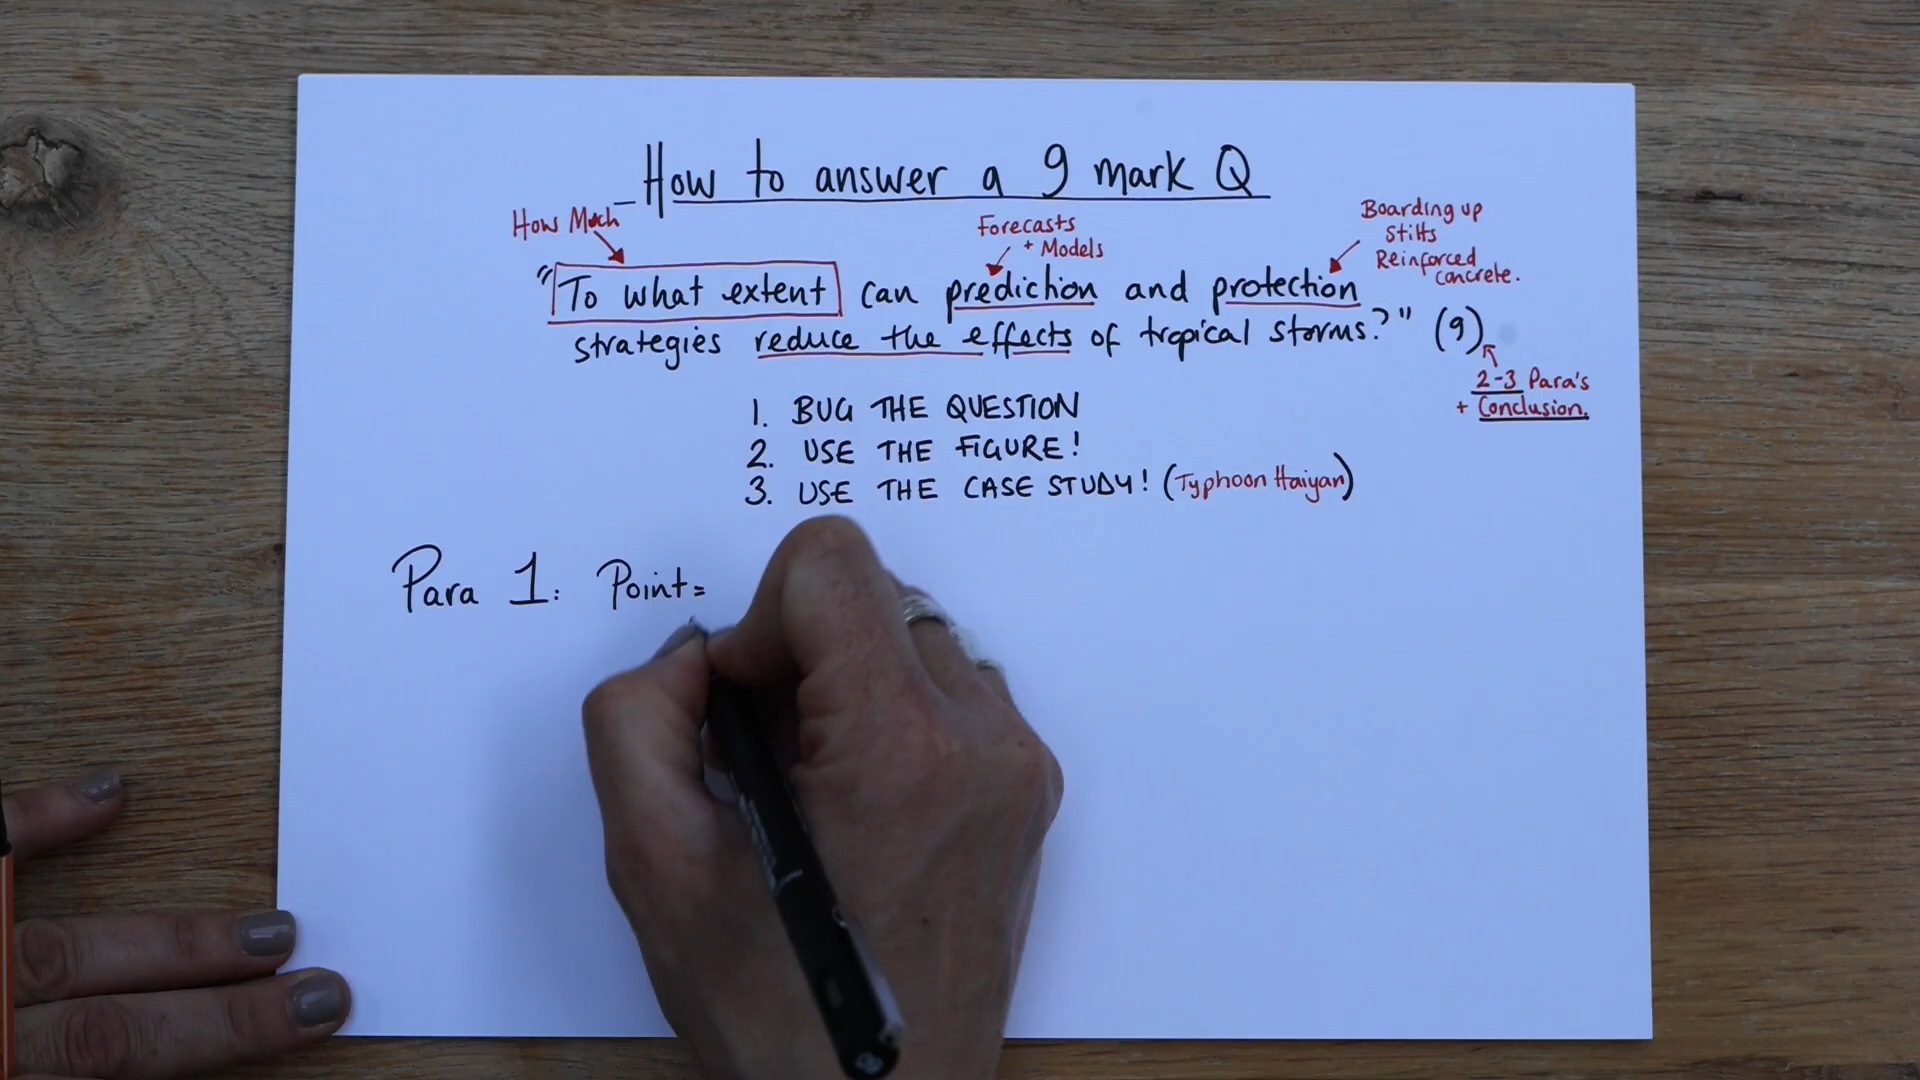 How to answer a 9 mark Q
How Much
Forecasts
+ Models
Boarding up
Stilts
Reinforced
concrete.
"To what extent can prediction and protection
strategies reduce the effects of tropical storms?" (9)
2-3 Para's
+ Conclusion.
1. BUG THE QUESTION
2. USE THE FIGURE!
3. USE THE CASE STUDY! (Typhoon Haiyan)
Para 1: Point=